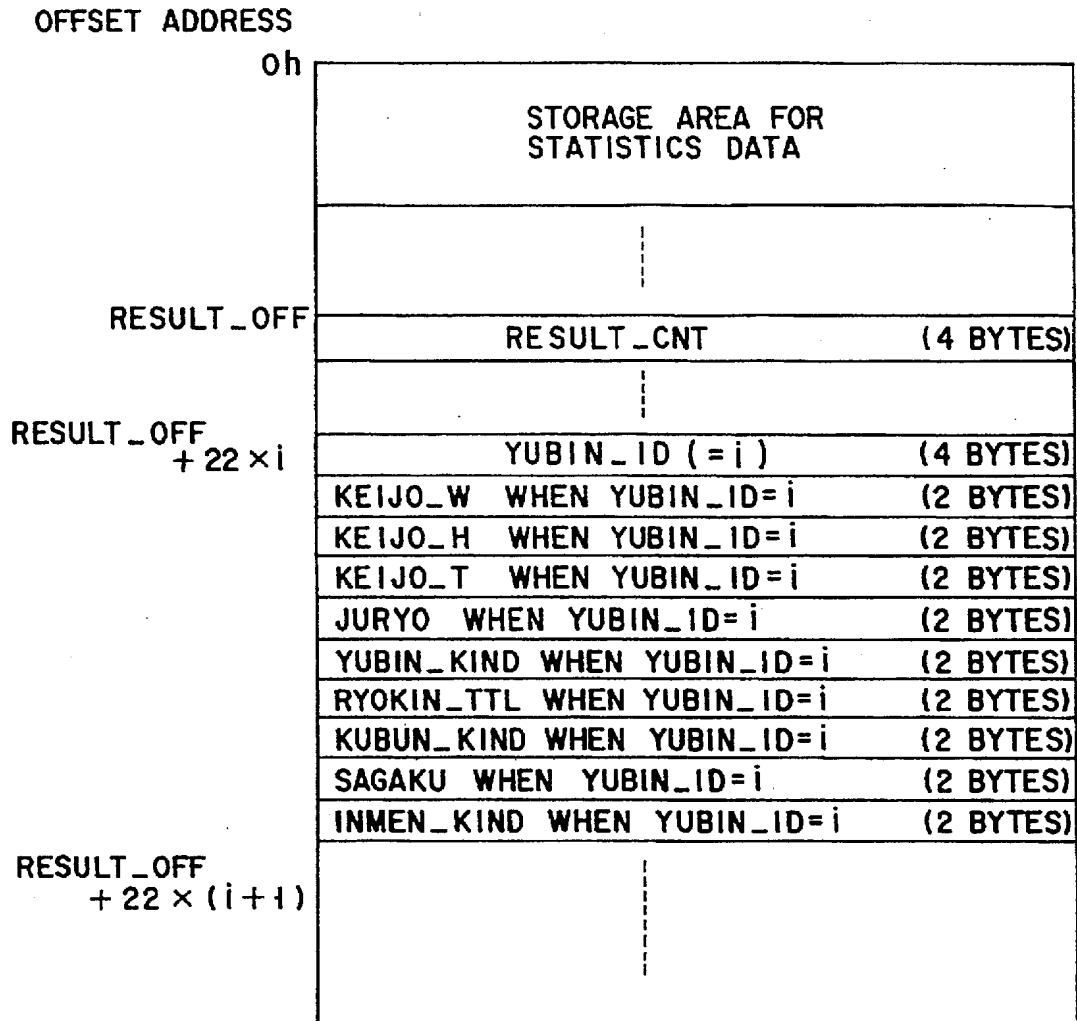 OFFSET ADDRESS
0h
STORAGE AREA FOR
STATISTICS DATA
RESULT_OFF
RESULT_CNT (4 BYTES)
RESULT_OFF
+ 22 × i
YUBIN_ID (= i) (4 BYTES)
KEIJO_W WHEN YUBIN_ID= i (2 BYTES)
KEIJO_H WHEN YUBIN_ID= i (2 BYTES)
KEIJO_T WHEN YUBIN_ID= i (2 BYTES)
JURYO WHEN YUBIN_ID= i (2 BYTES)
YUBIN_KIND WHEN YUBIN_ID= i (2 BYTES)
RYOKIN_TTL WHEN YUBIN_ID= i (2 BYTES)
KUBUN_KIND WHEN YUBIN_ID= i (2 BYTES)
SAGAKU WHEN YUBIN_ID= i (2 BYTES)
INMEN_KIND WHEN YUBIN_ID= i (2 BYTES)
RESULT_OFF
+ 22 × (i+1)